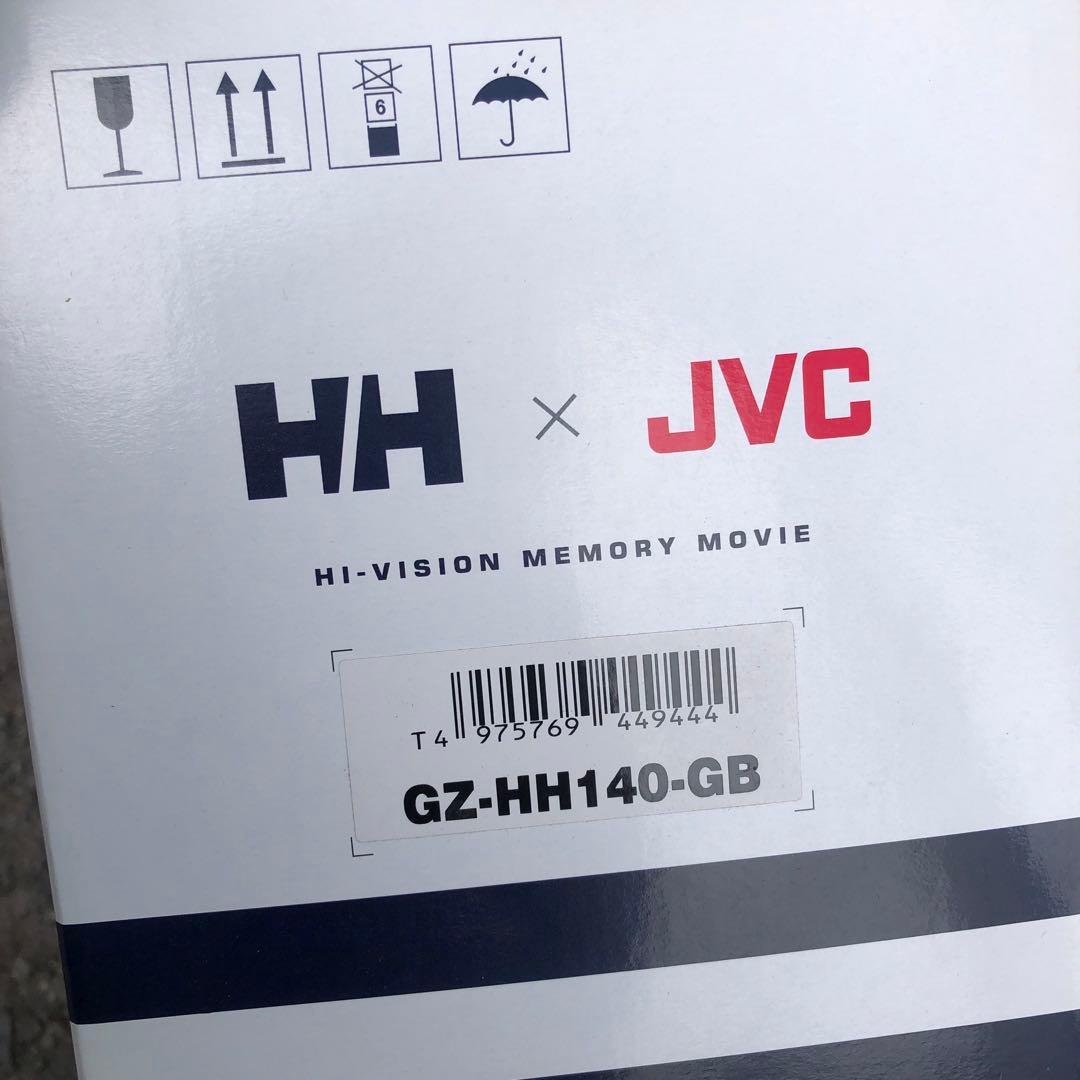 6
HH × JVC
HI-VISION MEMORY MOVIE
T4 975769 449444
GZ-HH140-GB